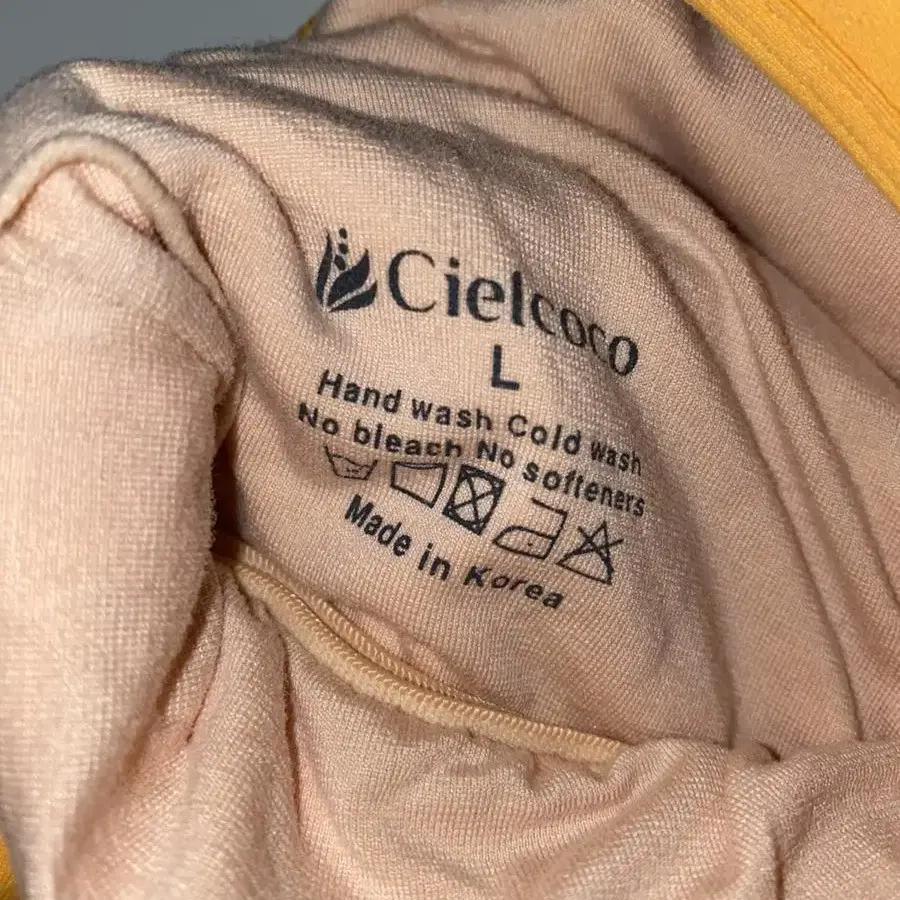 Cielcoco
L
Hand wash Cold wash
No bleach No softeners
Made in Korea